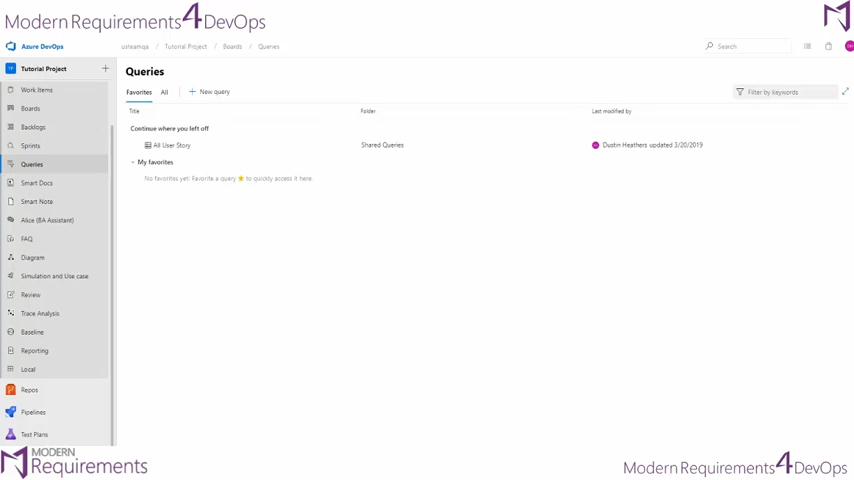 Modern Requirements4DevOps
Azure DevOps
usteamqa / Tutorial Project / Boards / Queries
Search
TP Tutorial Project
Queries
Favorites All New query
Filter by keywords
Title Folder Last modified by
Continue where you left off
All User Story Shared Queries Dustin Heathers updated 3/20/2019
My favorites
No favorites yet: Favorite a query to quickly access it here.
Work Items
Boards
Backlogs
Sprints
Queries
Smart Docs
Smart Note
Alice (BA Assistant)
FAQ
Diagram
Simulation and Use case
Review
Trace Analysis
Baseline
Reporting
Local
Repos
Pipelines
Test Plans
MODERN
Requirements
Modern Requirements4DevOps